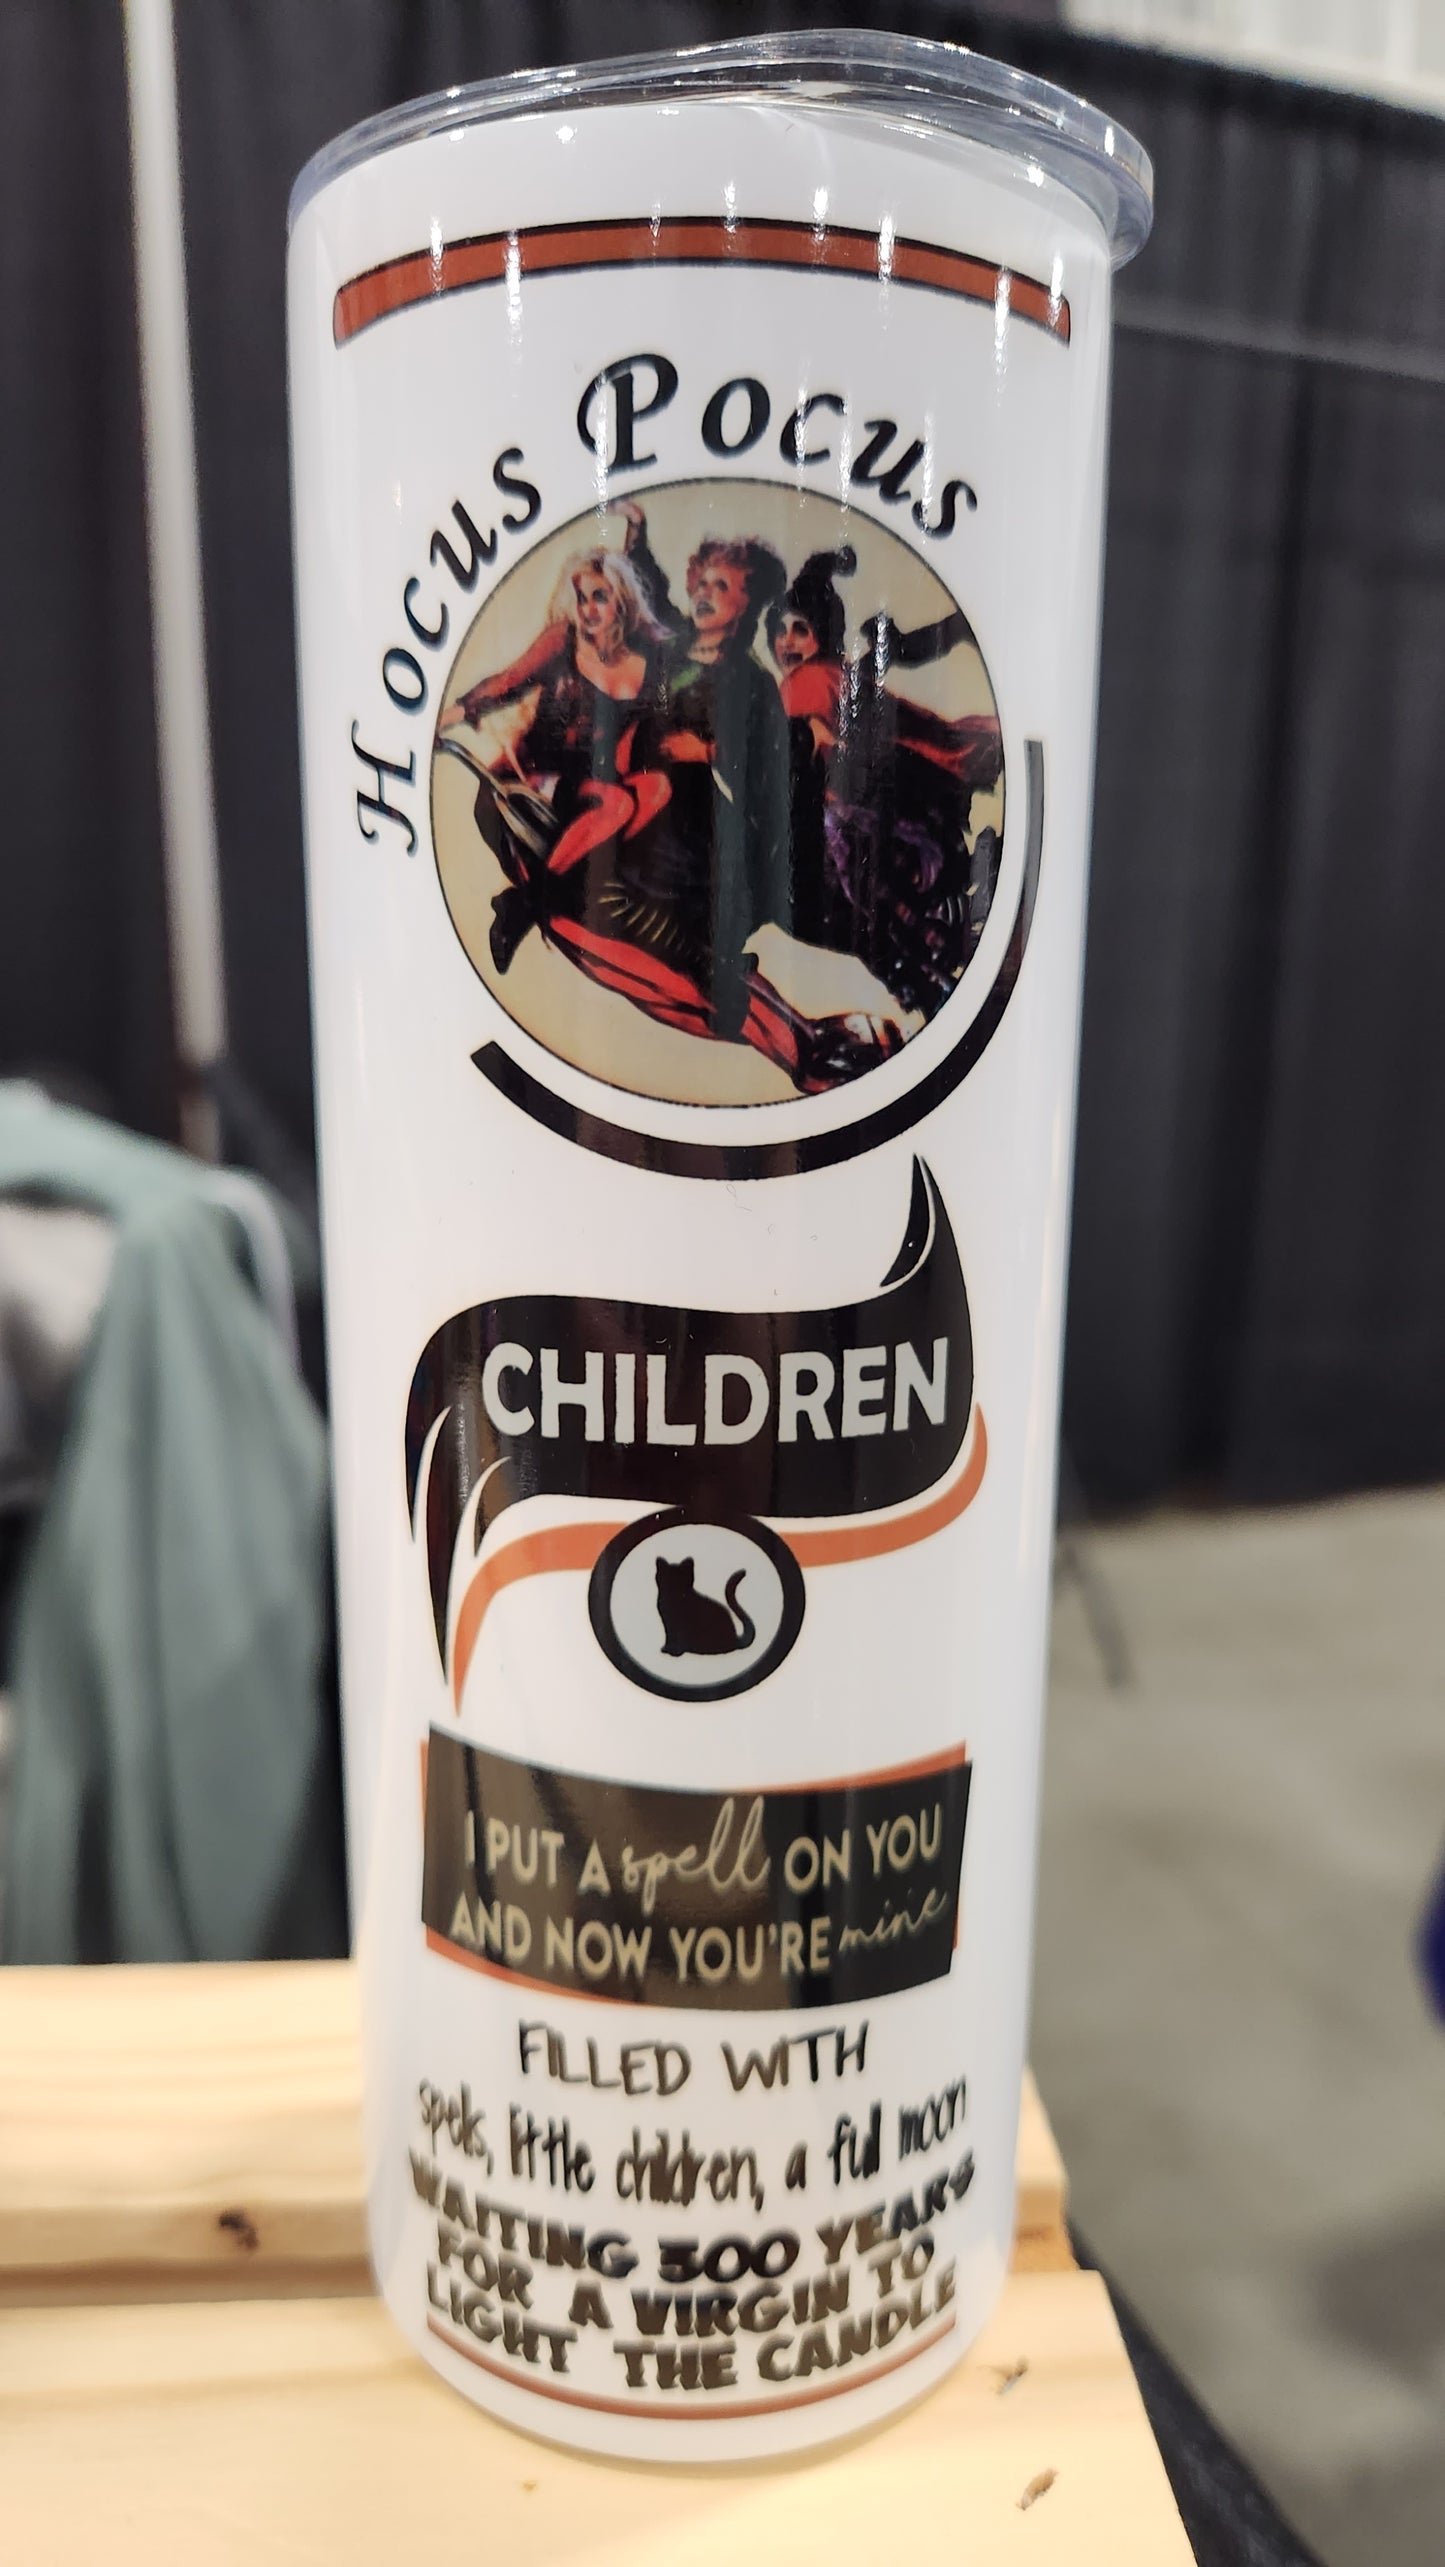 Hocus Pocus
CHILDREN
I PUT A spell ON YOU
AND NOW YOU'RE mine
FILLED WITH
spells, little children, a full moon
WAITING 300 YEARS
FOR A VIRGIN TO
LIGHT THE CANDLE